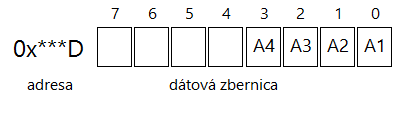 7 6 5 4 3 2 1 0
0x***D A4 A3 A2 A1
adresa dátová zbernica